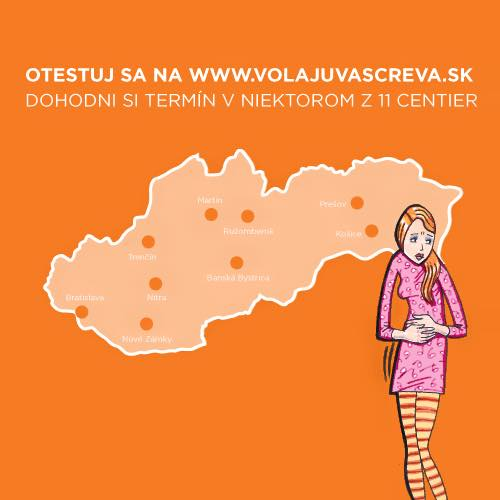 OTESTUJ SA NA WWW.VOLAJUVASCREVA.SK
DOHODNI SI TERMÍN V NIEKTOROM Z 11 CENTIER
Martin
Prešov
Ružomberok
Košice
Trenčín
Banská Bystrica
Bratislava
Nitra
Nové Zámky